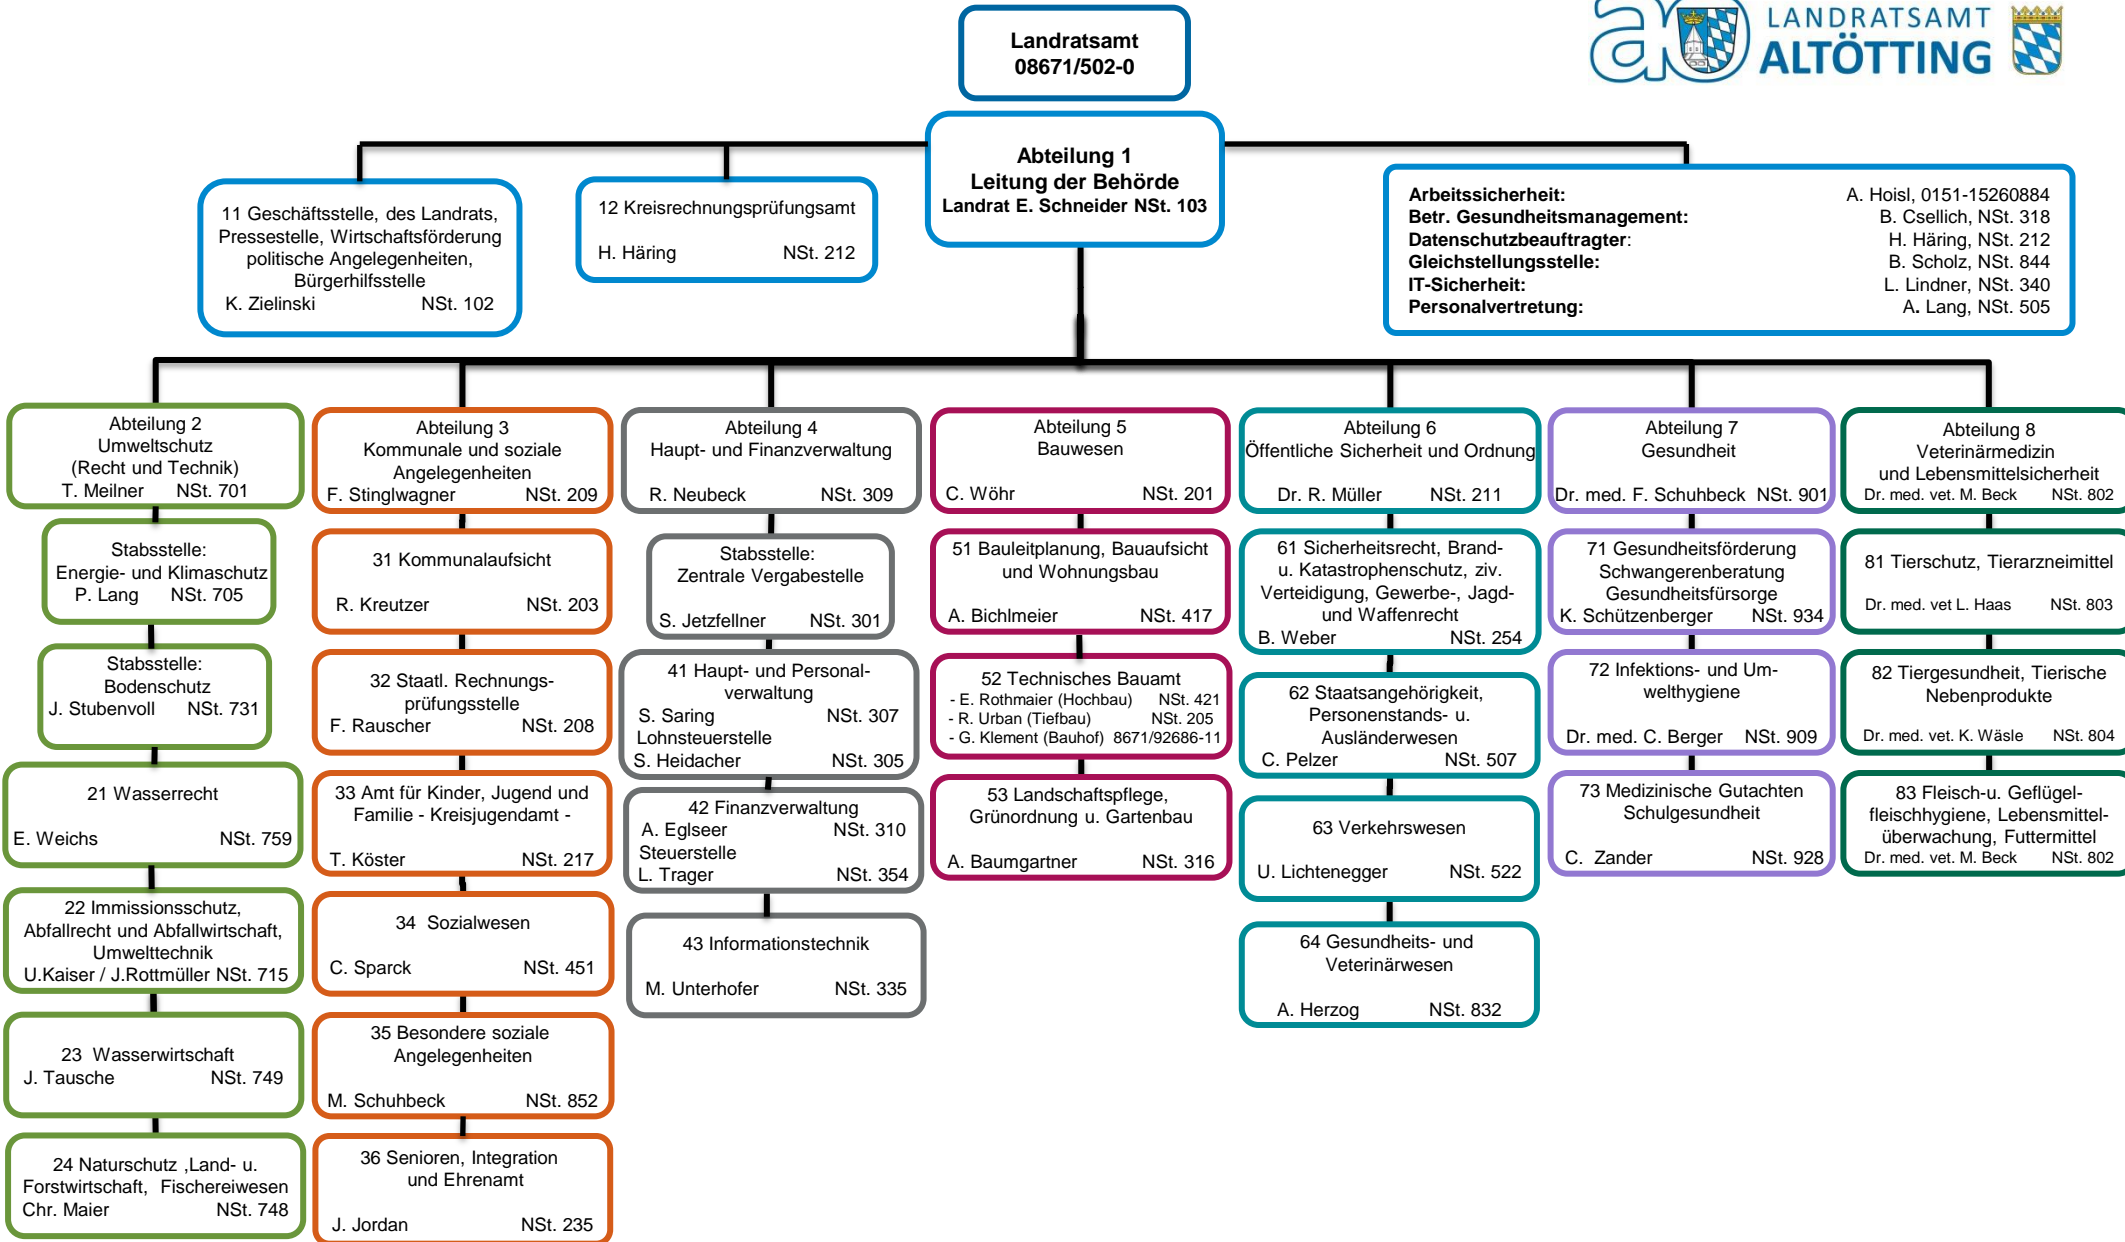 Landratsamt
08671/502-0
ao LANDRATSAMT
ALTÖTTING
Abteilung 1
Leitung der Behörde
Landrat E. Schneider NSt. 103
11 Geschäftsstelle, des Landrats,
Pressestelle, Wirtschaftsförderung
politische Angelegenheiten,
Bürgerhilfsstelle
K. Zielinski NSt. 102
12 Kreisrechnungsprüfungsamt
H. Häring NSt. 212
Arbeitssicherheit: A. Hoisl, 0151-15260884
Betr. Gesundheitsmanagement: B. Csellich, NSt. 318
Datenschutzbeauftragter: H. Häring, NSt. 212
Gleichstellungsstelle: B. Scholz, NSt. 844
IT-Sicherheit: L. Lindner, NSt. 340
Personalvertretung: A. Lang, NSt. 505
Abteilung 2
Umweltschutz
(Recht und Technik)
T. Meilner NSt. 701
Stabsstelle:
Energie- und Klimaschutz
P. Lang NSt. 705
Stabsstelle:
Bodenschutz
J. Stubenvoll NSt. 731
21 Wasserrecht
E. Weichs NSt. 759
22 Immissionsschutz,
Abfallrecht und Abfallwirtschaft,
Umwelttechnik
U.Kaiser / J.Rottmüller NSt. 715
23 Wasserwirtschaft
J. Tausche NSt. 749
24 Naturschutz ,Land- u.
Forstwirtschaft, Fischereiwesen
Chr. Maier NSt. 748
Abteilung 3
Kommunale und soziale
Angelegenheiten
F. Stinglwagner NSt. 209
31 Kommunalaufsicht
R. Kreutzer NSt. 203
32 Staatl. Rechnungs-
prüfungsstelle
F. Rauscher NSt. 208
33 Amt für Kinder, Jugend und
Familie - Kreisjugendamt -
T. Köster NSt. 217
34 Sozialwesen
C. Sparck NSt. 451
35 Besondere soziale
Angelegenheiten
M. Schuhbeck NSt. 852
36 Senioren, Integration
und Ehrenamt
J. Jordan NSt. 235
Abteilung 4
Haupt- und Finanzverwaltung
R. Neubeck NSt. 309
Stabsstelle:
Zentrale Vergabestelle
S. Jetzfellner NSt. 301
41 Haupt- und Personal-
verwaltung
S. Saring NSt. 307
Lohnsteuerstelle
S. Heidacher NSt. 305
42 Finanzverwaltung
A. Eglseer NSt. 310
Steuerstelle
L. Trager NSt. 354
43 Informationstechnik
M. Unterhofer NSt. 335
Abteilung 5
Bauwesen
C. Wöhr NSt. 201
51 Bauleitplanung, Bauaufsicht
und Wohnungsbau
A. Bichlmeier NSt. 417
52 Technisches Bauamt
- E. Rothmaier (Hochbau) NSt. 421
- R. Urban (Tiefbau) NSt. 205
- G. Klement (Bauhof) 8671/92686-11
53 Landschaftspflege,
Grünordnung u. Gartenbau
A. Baumgartner NSt. 316
Abteilung 6
Öffentliche Sicherheit und Ordnung
Dr. R. Müller NSt. 211
61 Sicherheitsrecht, Brand-
u. Katastrophenschutz, ziv.
Verteidigung, Gewerbe-, Jagd-
und Waffenrecht
B. Weber NSt. 254
62 Staatsangehörigkeit,
Personenstands- u.
Ausländerwesen
C. Pelzer NSt. 507
63 Verkehrswesen
U. Lichtenegger NSt. 522
64 Gesundheits- und
Veterinärwesen
A. Herzog NSt. 832
Abteilung 7
Gesundheit
Dr. med. F. Schuhbeck NSt. 901
71 Gesundheitsförderung
Schwangerenberatung
Gesundheitsfürsorge
K. Schützenberger NSt. 934
72 Infektions- und Um-
welthygiene
Dr. med. C. Berger NSt. 909
73 Medizinische Gutachten
Schulgesundheit
C. Zander NSt. 928
Abteilung 8
Veterinärmedizin
und Lebensmittelsicherheit
Dr. med. vet. M. Beck NSt. 802
81 Tierschutz, Tierarzneimittel
Dr. med. vet L. Haas NSt. 803
82 Tiergesundheit, Tierische
Nebenprodukte
Dr. med. vet. K. Wäsle NSt. 804
83 Fleisch-u. Geflügel-
fleischhygiene, Lebensmittel-
überwachung, Futtermittel
Dr. med. vet. M. Beck NSt. 802